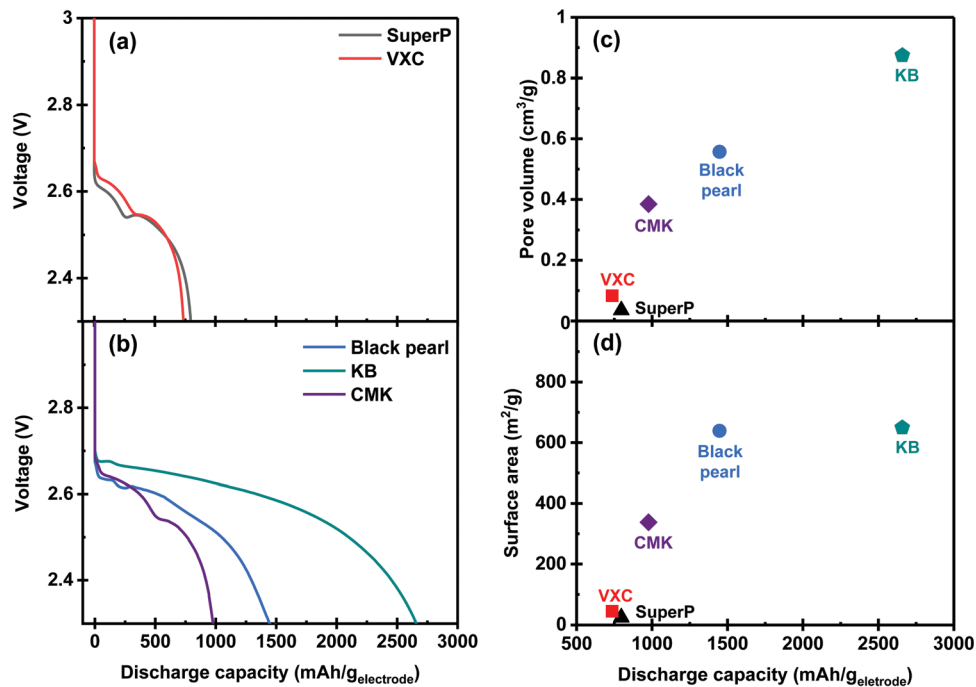 (a)
SuperP
VXC
3
2.8
2.6
2.4
Voltage (V)
(b)
Black pearl
KB
CMK
2.8
2.6
2.4
Voltage (V)
0 500 1000 1500 2000 2500 3000
Discharge capacity (mAh/gelectrode)
(c)
1
0.8
0.6
0.4
0.2
0
Pore volume (cm3/g)
KB
Black
pearl
CMK
VXC
SuperP
(d)
800
600
400
200
0
Surface area (m2/g)
Black
pearl
KB
CMK
VXC
SuperP
500 1000 1500 2000 2500 3000
Discharge capacity (mAh/geletrode)